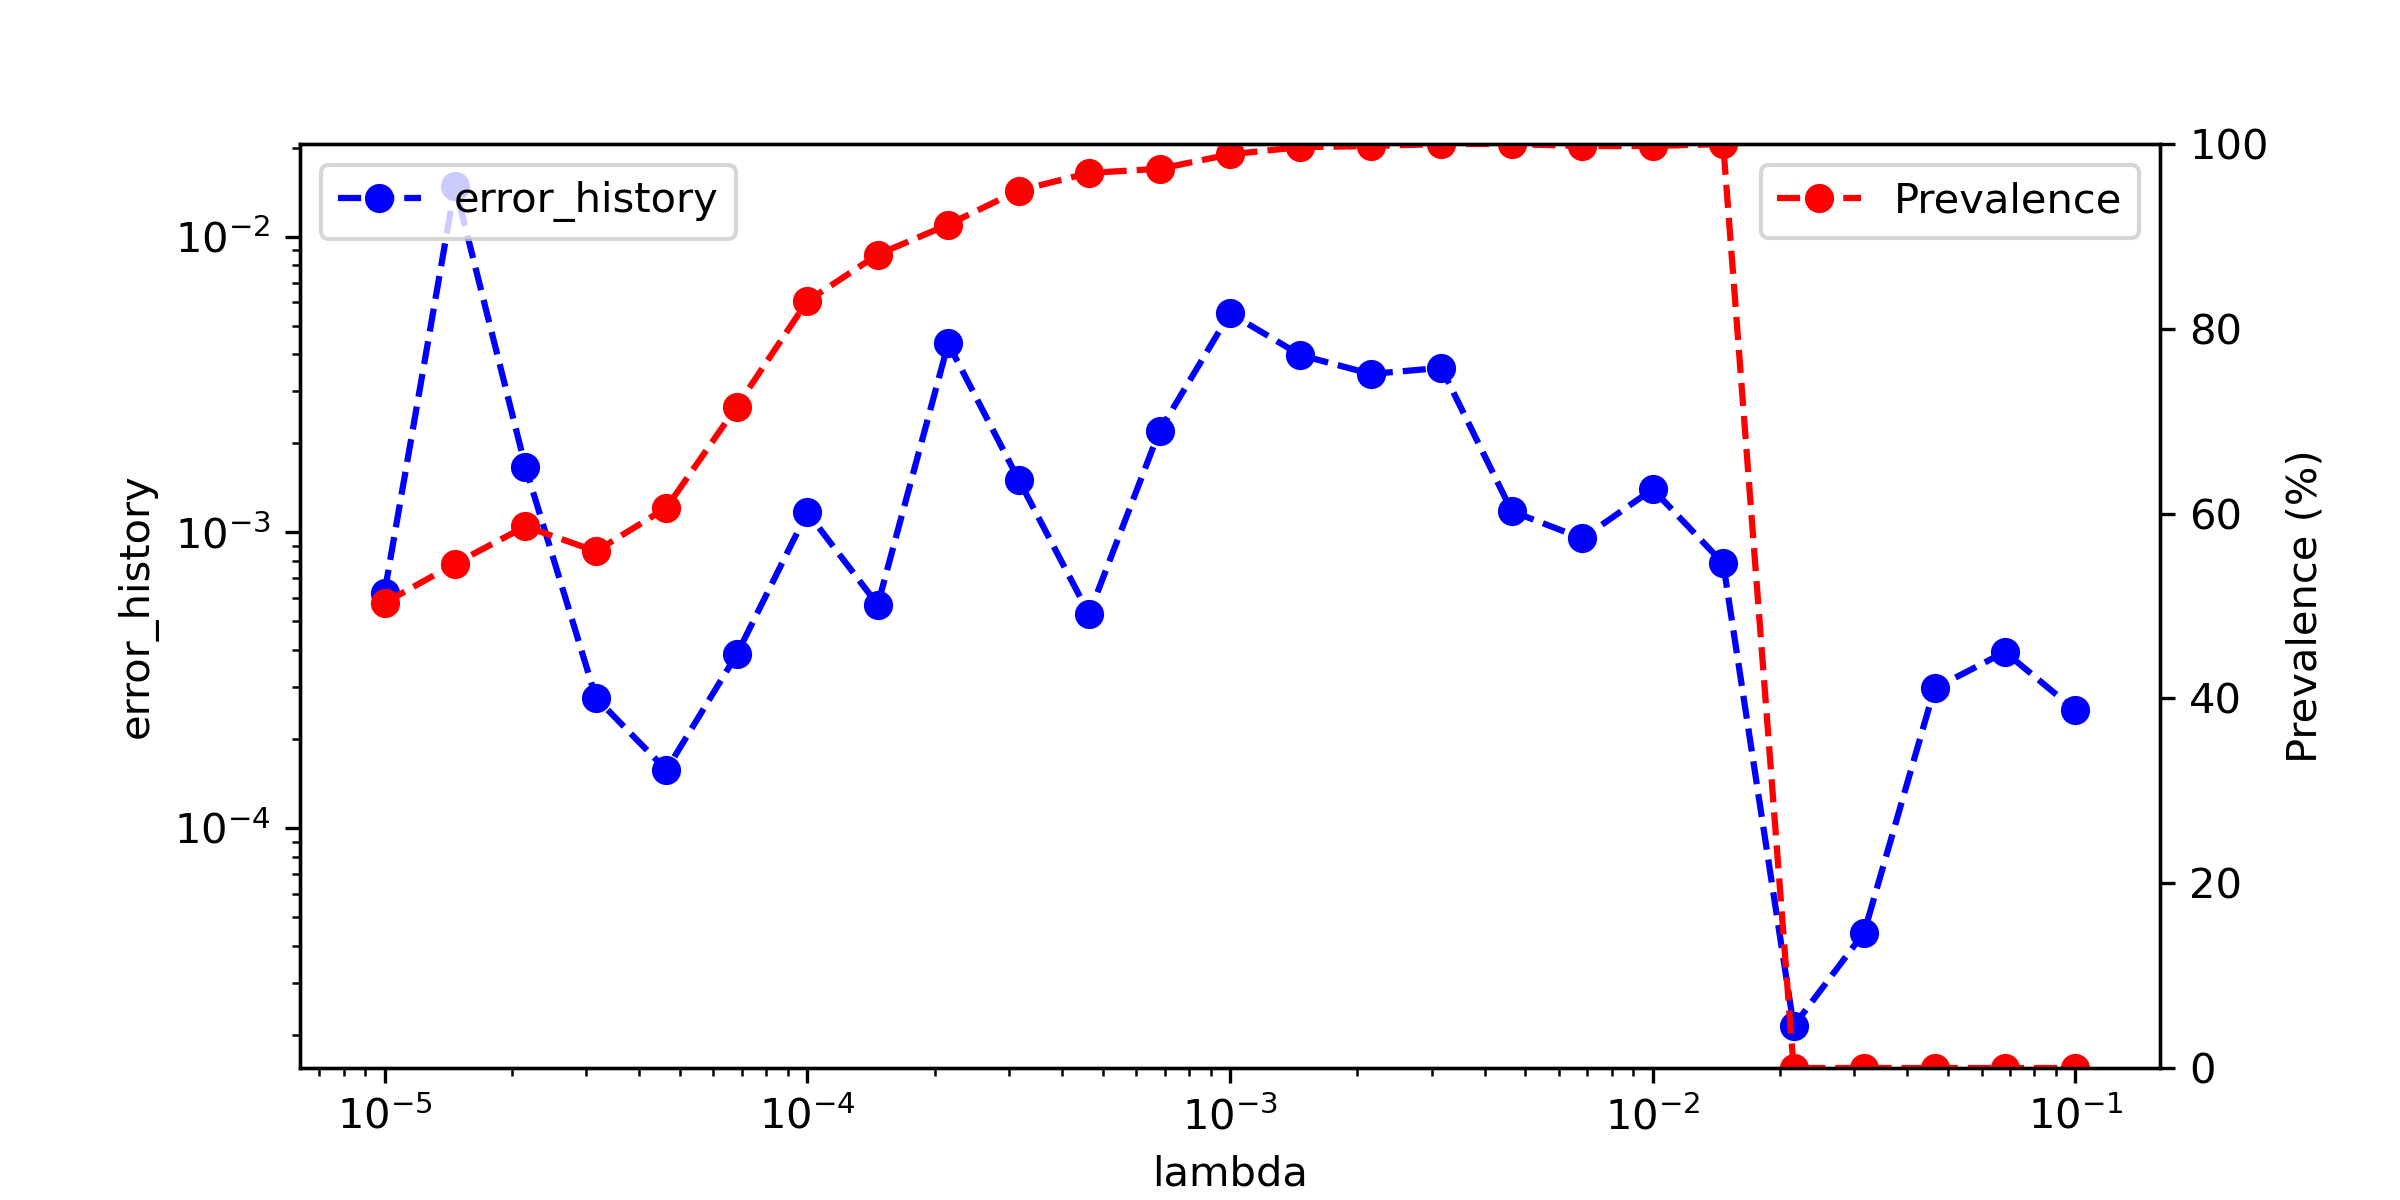 error_history
Prevalence
10⁻²
10⁻³
10⁻⁴
error_history
100
80
60
40
20
0
Prevalence (%)
10⁻⁵
10⁻⁴
10⁻³
10⁻²
10⁻¹
lambda